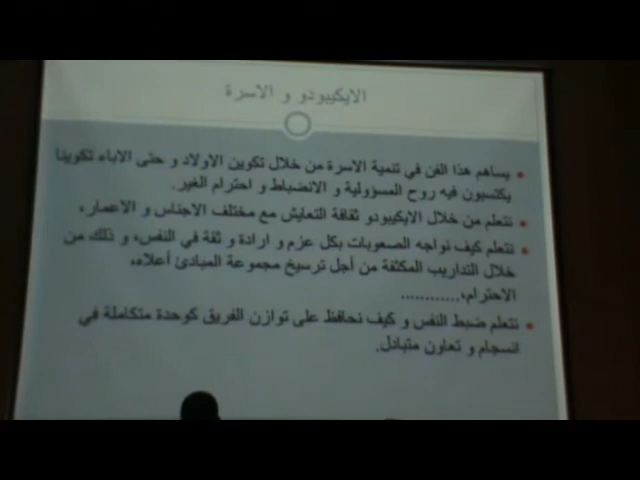 الايكيبودو و الاسرة
يساهم هذا الفن في تنمية الاسرة من خلال تكوين الاولاد و حتى الاباء تكوينا
يكتسبون فيه روح المسؤولية و الانضباط و احترام الغير.
نتعلم من خلال الايكيبودو ثقافة التعايش مع مختلف الاجناس و الاعمار،
نتعلم كيف نواجه الصعوبات بكل عزم و ارادة و ثقة في النفس، و ذلك من
خلال التداريب المكثفة من أجل ترسيخ مجموعة المبادئ أعلاه،
الاحترام،...........
نتعلم ضبط النفس و كيف نحافظ على توازن الفريق كوحدة متكاملة في
انسجام و تعاون متبادل.